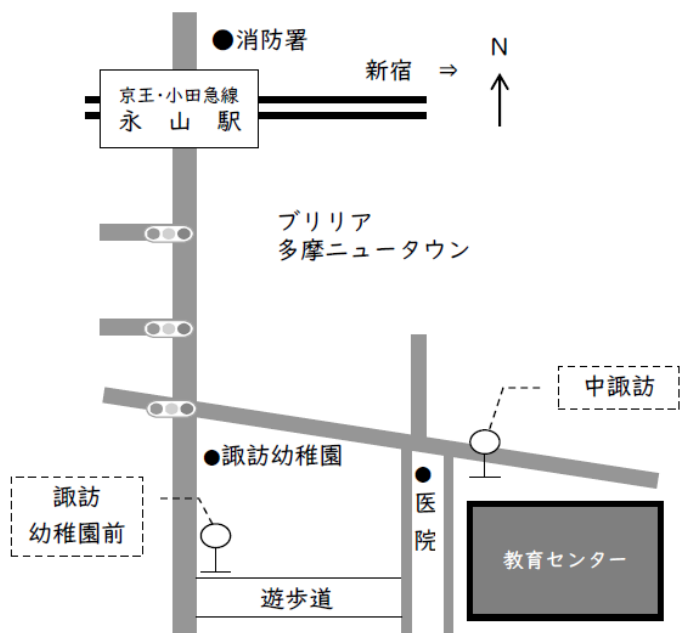 ●消防署
新宿 ⇒
N
京王・小田急線
永山駅
ブリリア
多摩ニュータウン
中諏訪
●諏訪幼稚園
諏訪
幼稚園前
●
医
院
教育センター
遊歩道